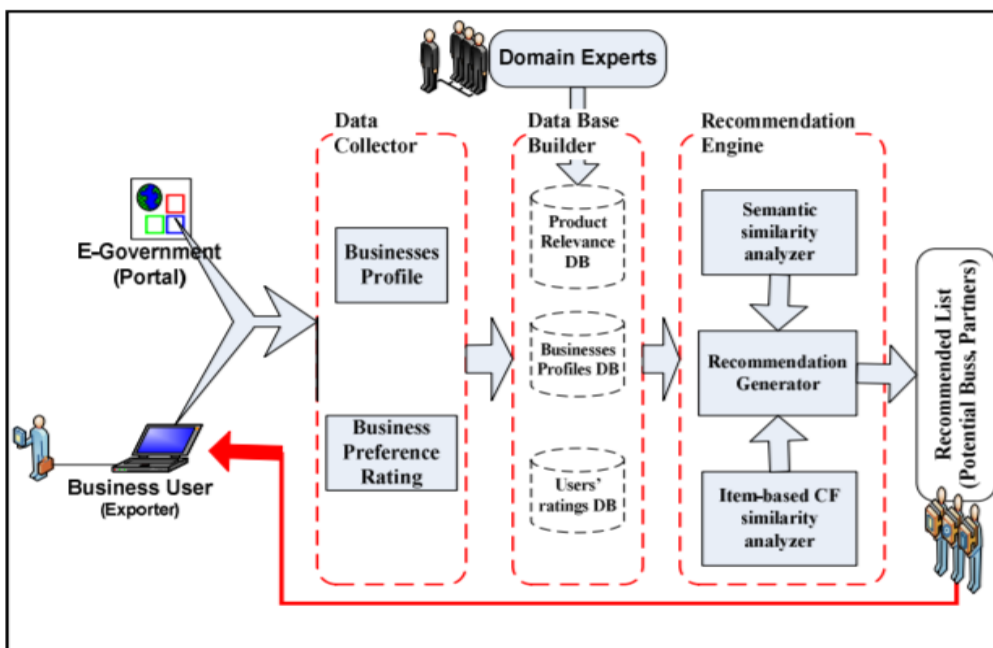 Domain Experts
Data
Collector
Data Base
Builder
Recommendation
Engine
E-Government
(Portal)
Businesses
Profile
Product
Relevance
DB
Semantic
similarity
analyzer
Businesses
Profiles DB
Recommendation
Generator
Recommended List
(Potential Buss, Partners)
Business
Preference
Rating
Users'
ratings DB
Item-based CF
similarity
analyzer
Business User
(Exporter)